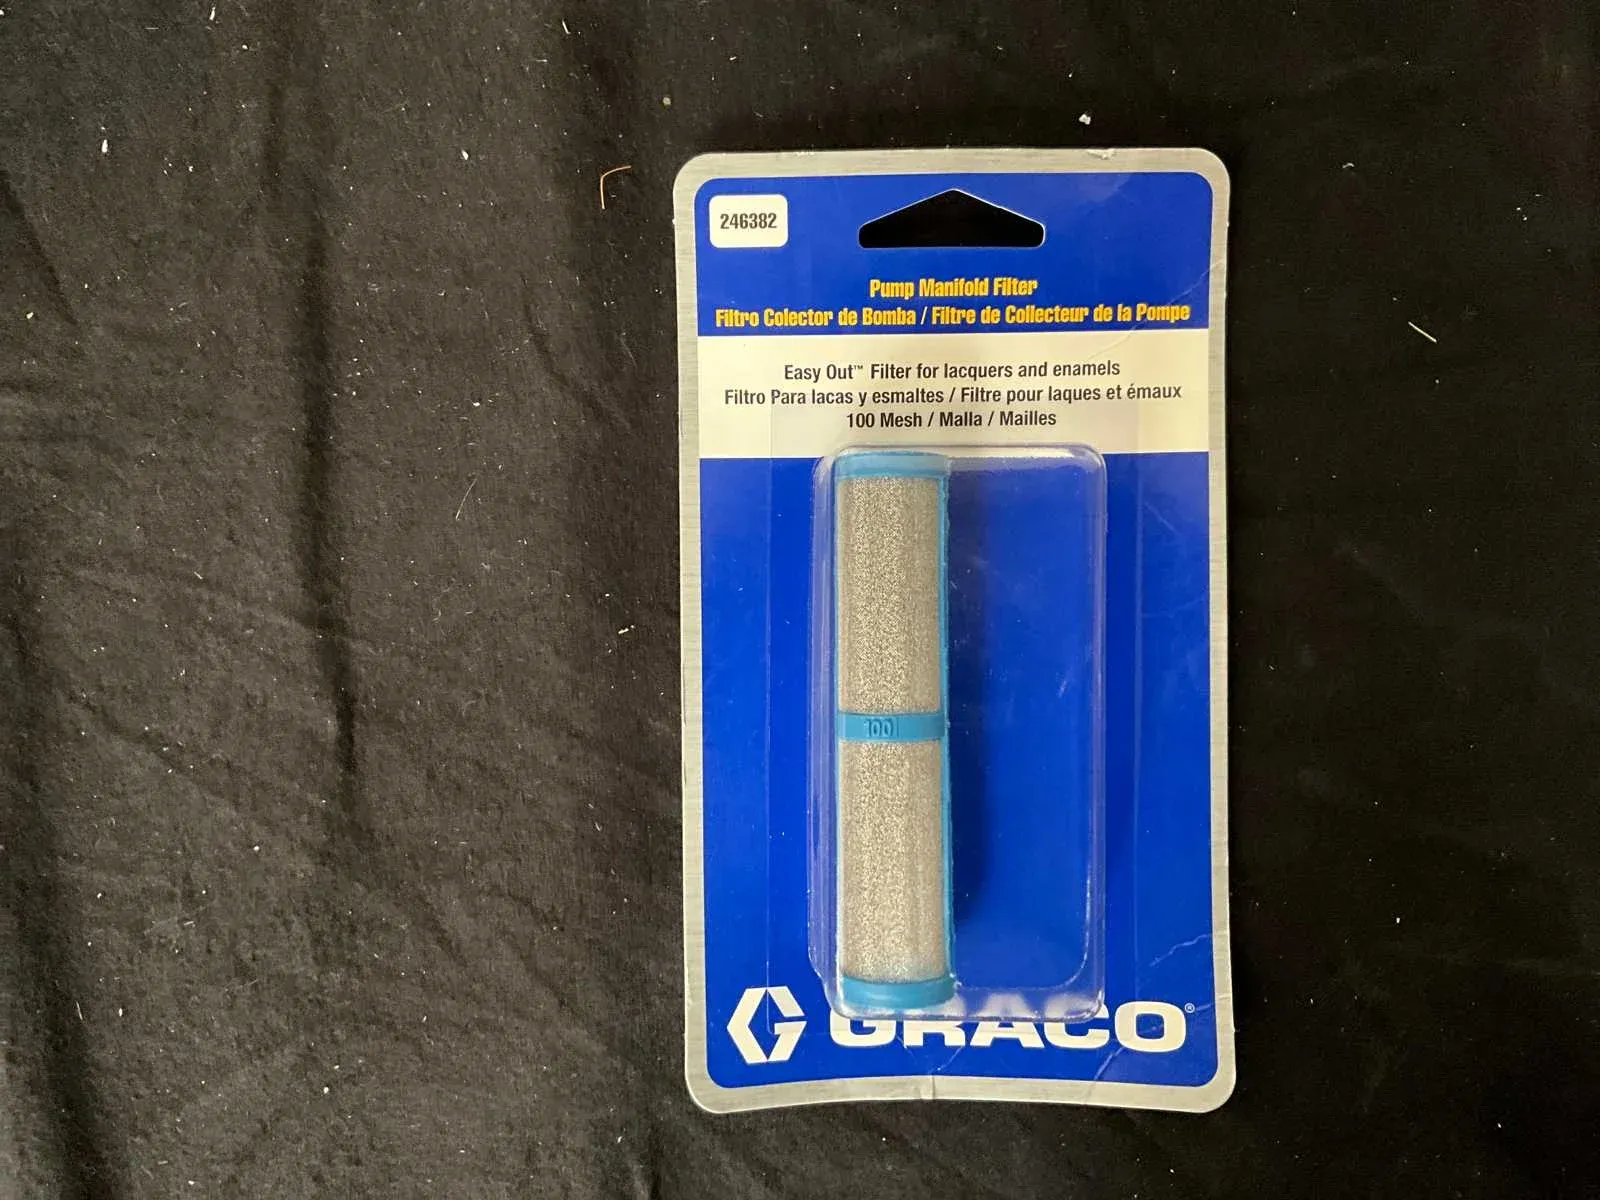 246382
Pump Manifold Filter
Filtro Colector de Bomba / Filtre de Collecteur de la Pompe
Easy Out™ Filter for lacquers and enamels
Filtro Para lacas y esmaltes / Filtre pour laques et émaux
100 Mesh / Malla / Mailles
100
GRACO®